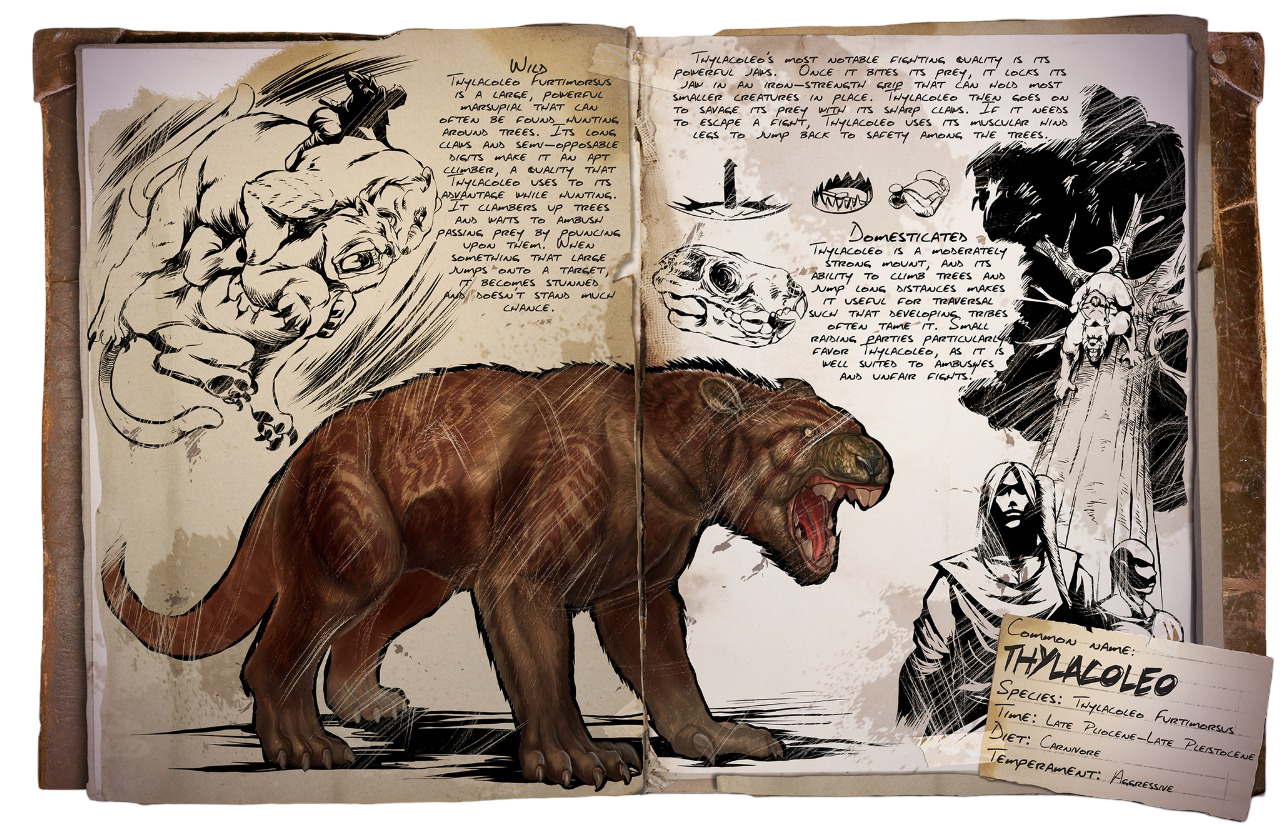 Wild
Thylacoleo Furtimorsus
is a large, powerful
marsupial that can
often be found hunting
around trees. Its long
claws and semi-opposable
digits make it an apt
climber, a quality that
Thylacoleo uses to its
advantage while hunting.
It clambers up trees
and waits to ambush
passing prey by pouncing
upon them. When
something that large
jumps onto a target,
it becomes stunned
and doesn't stand much
chance.
Thylacoleo's most notable fighting quality is its
powerful jaws. Once it bites its prey, it locks its
jaw in an iron-strength grip that can hold most
smaller creatures in place. Thylacoleo then goes on
to savage its prey with its sharp claws. If it needs
to escape a fight, Thylacoleo uses its muscular hind
legs to jump back to safety among the trees.
Domesticated
Thylacoleo is a moderately
strong mount, and its
ability to climb trees and
jump long distances makes
it useful for traversal
such that developing tribes
often tame it. Small
raiding parties particularly
favor Thylacoleo, as it is
well suited to ambushes
and unfair fights.
Common name:
THYLACOLEO
Species: Thylacoleo Furtimorsus
Time: Late Pliocene-Late Pleistocene
Diet: Carnivore
Temperament: Aggressive